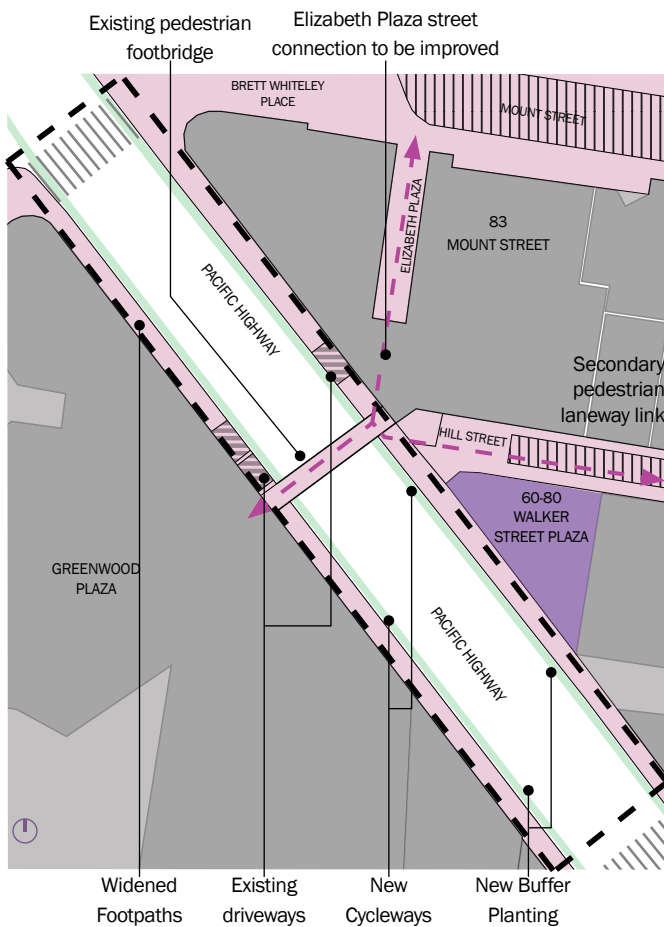 Existing pedestrian
footbridge
Elizabeth Plaza street
connection to be improved
BRETT WHITELEY
PLACE
MOUNT STREET
ELIZABETH PLAZA
83
MOUNT STREET
PACIFIC HIGHWAY
Secondary
pedestrian
laneway link
HILL STREET
60-80
WALKER
STREET PLAZA
GREENWOOD
PLAZA
PACIFIC HIGHWAY
Widened
Footpaths
Existing
driveways
New
Cycleways
New Buffer
Planting